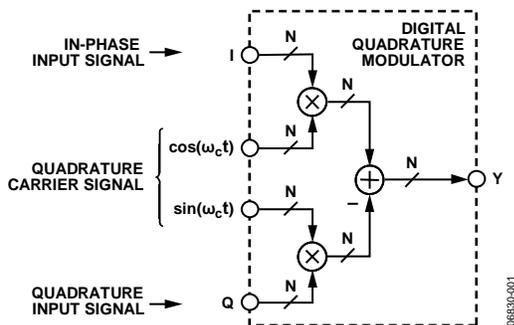 IN-PHASE
INPUT SIGNAL
I
N
N
DIGITAL
QUADRATURE
MODULATOR
QUADRATURE
CARRIER SIGNAL
cos(ωct)
N
sin(ωct)
N
N
–
N
Y
QUADRATURE
INPUT SIGNAL
Q
N
06830-001